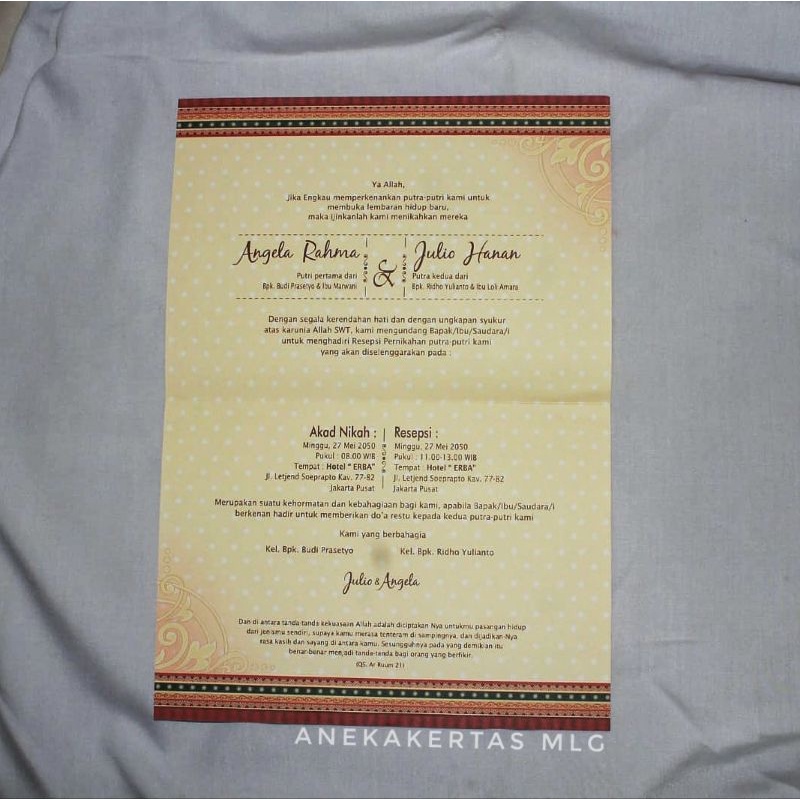 Ya Allah,
Jika Engkau memperkenankan putra-putri kami untuk
membuka lembaran hidup baru,
maka ijinkanlah kami menikahkan mereka
Angela Rahma
Putri pertama dari
Bpk. Budi Prasetyo & Ibu Marwani
&
Julio Hanan
Putra kedua dari
Bpk. Ridho Yulianto & Ibu Loli Amara
Dengan segala kerendahan hati dan dengan ungkapan syukur
atas karunia Allah SWT, kami mengundang Bapak/Ibu/Saudara/i
untuk menghadiri Resepsi Pernikahan putra-putri kami
yang akan diselenggarakan pada :
Akad Nikah :
Minggu, 27 Mei 2050
Pukul : 08.00 WIB
Tempat : Hotel " ERBA"
Jl. Letjend Soeprapto Kav. 77-82
Jakarta Pusat
Resepsi :
Minggu, 27 Mei 2050
Pukul : 11.00-13.00 WIB
Tempat : Hotel " ERBA"
Jl. Letjend Soeprapto Kav. 77-82
Jakarta Pusat
Merupakan suatu kehormatan dan kebahagiaan bagi kami, apabila Bapak/Ibu/Saudara/i
berkenan hadir untuk memberikan do'a restu kepada kedua putra-putri kami
Kami yang berbahagia
Kel. Bpk. Budi Prasetyo
Kel. Bpk. Ridho Yulianto
Julio & Angela
Dan di antara tanda-tanda kekuasaan Allah adalah diciptakan Nya untukmu pasangan hidup
dari jenismu sendiri, supaya kamu merasa tenteram di sampingnya, dan dijadikan-Nya
rasa kasih dan sayang di antara kamu. Sesungguhnya pada yang demikian itu
benar-benar menjadi tanda-tanda bagi orang yang berfikir.
(QS. Ar Ruum 21)
ANEKAKERTAS MLG